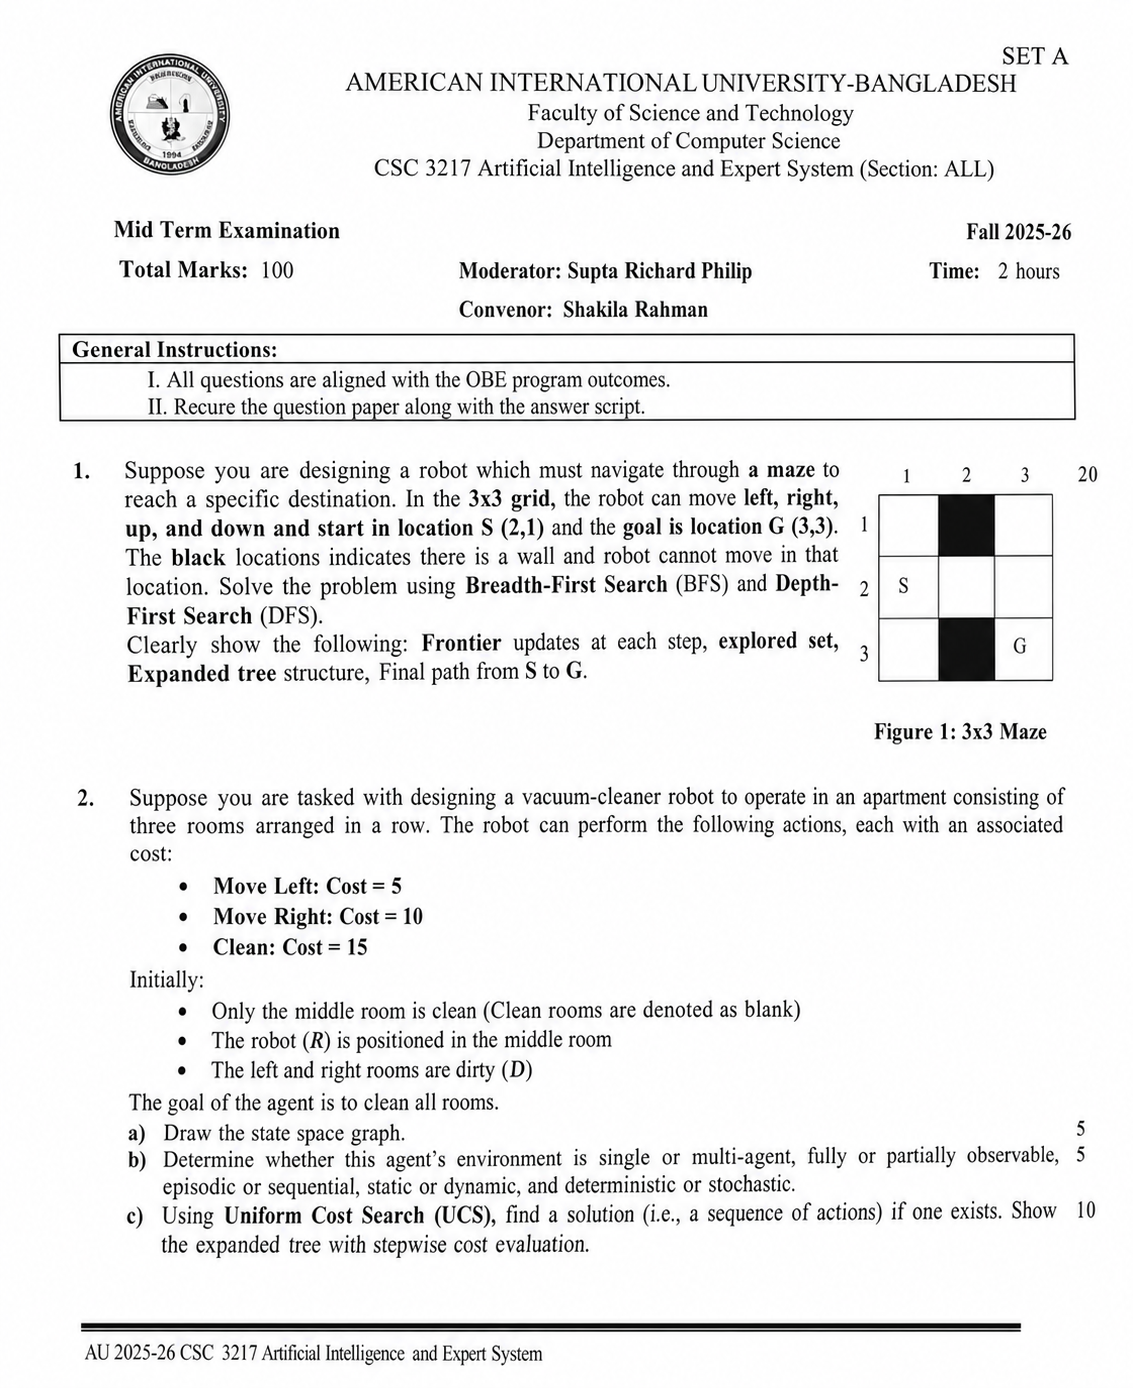 SET A
AMERICAN INTERNATIONAL UNIVERSITY-BANGLADESH
Faculty of Science and Technology
Department of Computer Science
CSC 3217 Artificial Intelligence and Expert System (Section: ALL)
AMERICAN INTERNATIONAL UNIVERSITY
1994
BANGLADESH
Mid Term Examination Fall 2025-26
Total Marks: 100 Moderator: Supta Richard Philip Time: 2 hours
Convenor: Shakila Rahman
General Instructions:
I. All questions are aligned with the OBE program outcomes.
II. Recure the question paper along with the answer script.
1. Suppose you are designing a robot which must navigate through a maze to 20
reach a specific destination. In the 3x3 grid, the robot can move left, right,
up, and down and start in location S (2,1) and the goal is location G (3,3).
The black locations indicates there is a wall and robot cannot move in that
location. Solve the problem using Breadth-First Search (BFS) and Depth-
First Search (DFS).
Clearly show the following: Frontier updates at each step, explored set,
Expanded tree structure, Final path from S to G.
1 2 3
1
2 S
3 G
Figure 1: 3x3 Maze
2. Suppose you are tasked with designing a vacuum-cleaner robot to operate in an apartment consisting of
three rooms arranged in a row. The robot can perform the following actions, each with an associated
cost:
• Move Left: Cost = 5
• Move Right: Cost = 10
• Clean: Cost = 15
Initially:
• Only the middle room is clean (Clean rooms are denoted as blank)
• The robot (R) is positioned in the middle room
• The left and right rooms are dirty (D)
The goal of the agent is to clean all rooms.
a) Draw the state space graph. 5
b) Determine whether this agent's environment is single or multi-agent, fully or partially observable, 5
episodic or sequential, static or dynamic, and deterministic or stochastic.
c) Using Uniform Cost Search (UCS), find a solution (i.e., a sequence of actions) if one exists. Show 10
the expanded tree with stepwise cost evaluation.
AU 2025-26 CSC 3217 Artificial Intelligence and Expert System